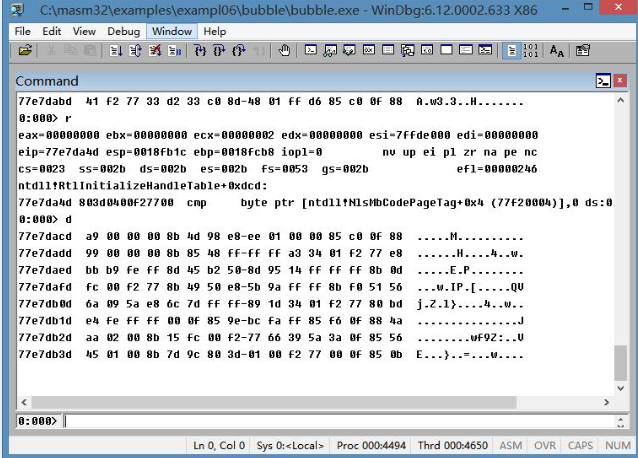 C:\masm32\examples\exampl06\bubble\bubble.exe - WinDbg:6.12.0002.633 X86
File Edit View Debug Window Help
Command
77e7dabd 41 f2 77 33 d2 33 c0 8d-48 01 ff d6 85 c0 0f 88 A.w3.3..H.......
0:000> r
eax=00000000 ebx=00000000 ecx=00000002 edx=00000000 esi=7ffde000 edi=00000000
eip=77e7da4d esp=0018fb1c ebp=0018fcb8 iopl=0 nv up ei pl zr na pe nc
cs=0023 ss=002b ds=002b es=002b fs=0053 gs=002b efl=00000246
ntdll!RtlInitializeHandleTable+0xdcd:
77e7da4d 803d0400f27700 cmp byte ptr [ntdll!NlsMbCodePageTag+0x4 (77f20004)],0 ds:0
0:000> d
77e7dacd a9 00 00 00 8b 4d 98 e8-ee 01 00 00 85 c0 0f 88 .....M..........
77e7dadd 99 00 00 00 8b 85 48 ff-ff ff a3 34 01 f2 77 e8 ......H....4..w.
77e7daed bb b9 fe ff 8d 45 b2 50-8d 95 14 ff ff ff 8b 0d .....E.P........
77e7dafd fc 00 f2 77 8b 49 50 e8-5b 9a ff ff 8b f0 51 56 ...w.IP.[.....QV
77e7db0d 6a 09 5a e8 6c 7d ff ff-89 1d 34 01 f2 77 80 bd j.Z.l}....4..w..
77e7db1d e4 fe ff ff 00 0f 85 9e-bc fa ff 85 f6 0f 88 4a ...............J
77e7db2d aa 02 00 8b 15 fc 00 f2-77 66 39 5a 3a 0f 85 56 ........wf9Z:..V
77e7db3d 45 01 00 8b 7d 9c 80 3d-01 00 f2 77 00 0f 85 0b E...}..=...w....
0:000>
Ln 0, Col 0 Sys 0:<Local> Proc 000:4494 Thrd 000:4650 ASM OVR CAPS NUM